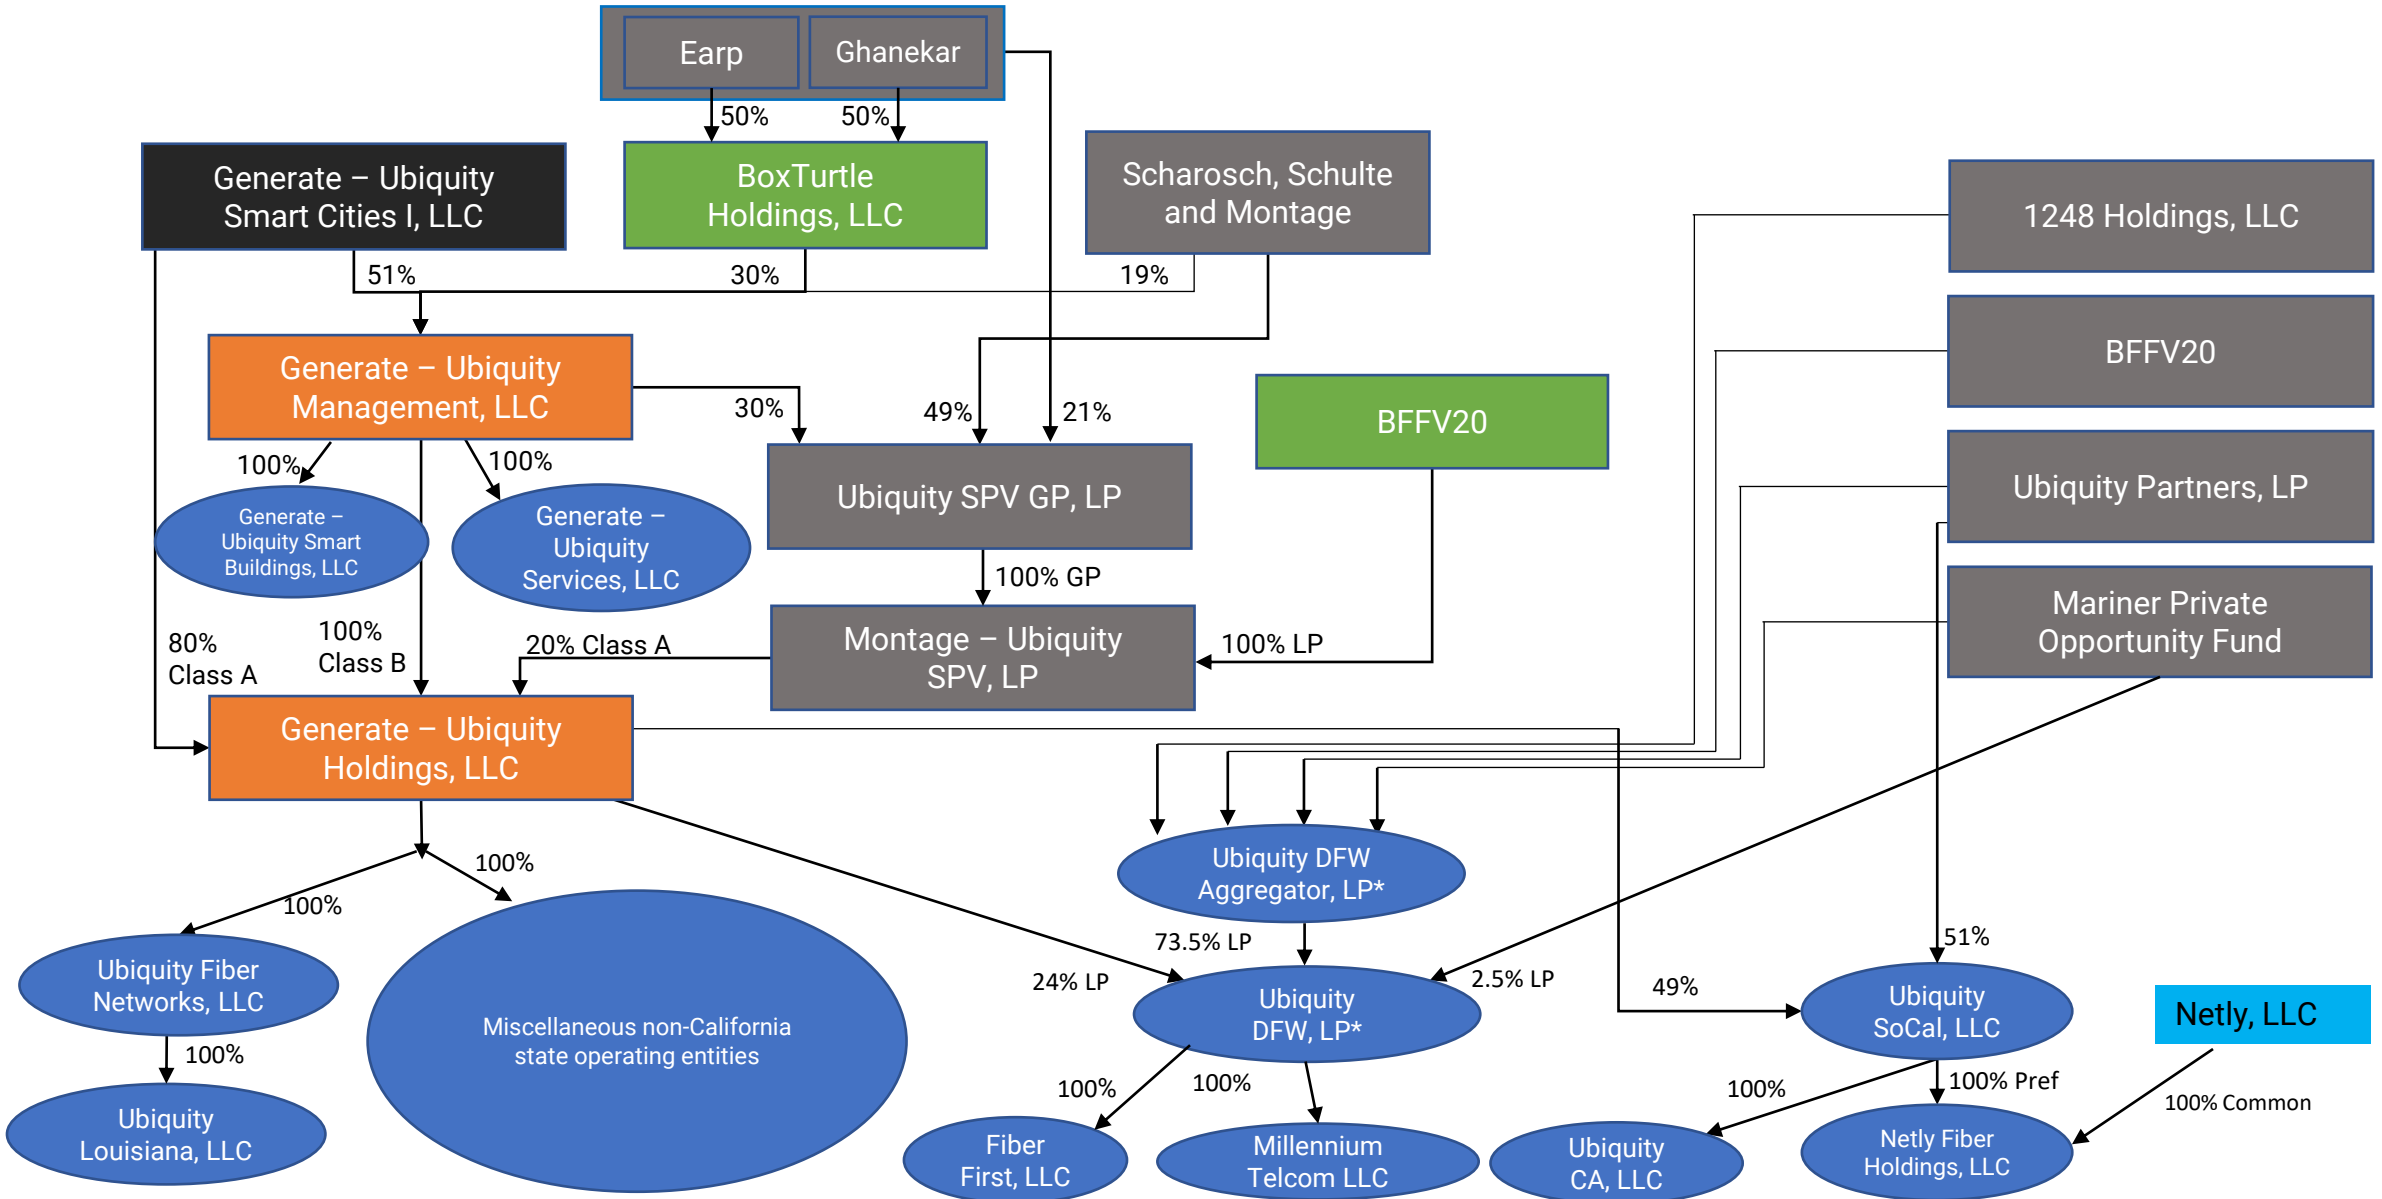 Earp
Ghanekar
50%
50%
Generate – Ubiquity
Smart Cities I, LLC
BoxTurtle
Holdings, LLC
Scharosch, Schulte
and Montage
1248 Holdings, LLC
51%
30%
19%
BFFV20
Generate – Ubiquity
Management, LLC
30%
49%
21%
BFFV20
100%
100%
Ubiquity Partners, LP
Generate –
Ubiquity Smart
Buildings, LLC
Generate –
Ubiquity
Services, LLC
Ubiquity SPV GP, LP
100% GP
Mariner Private
Opportunity Fund
80%
Class A
100%
Class B
20% Class A
Montage – Ubiquity
SPV, LP
100% LP
Generate – Ubiquity
Holdings, LLC
100%
100%
Ubiquity DFW
Aggregator, LP*
73.5% LP
24% LP
2.5% LP
49%
51%
Ubiquity Fiber
Networks, LLC
Miscellaneous non-California
state operating entities
Ubiquity
DFW, LP*
Ubiquity
SoCal, LLC
Netly, LLC
100%
100%
100%
100%
100% Pref
100% Common
Ubiquity
Louisiana, LLC
Fiber
First, LLC
Millennium
Telcom LLC
Ubiquity
CA, LLC
Netly Fiber
Holdings, LLC